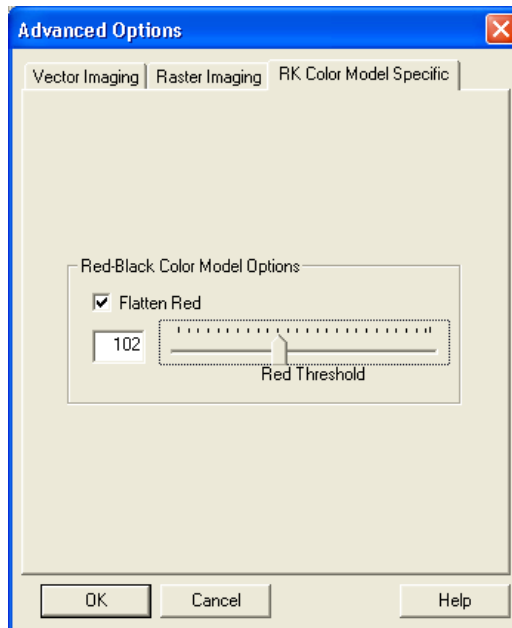 Advanced Options
Vector Imaging Raster Imaging RK Color Model Specific
Red-Black Color Model Options
Flatten Red
102
Red Threshold
OK Cancel Help